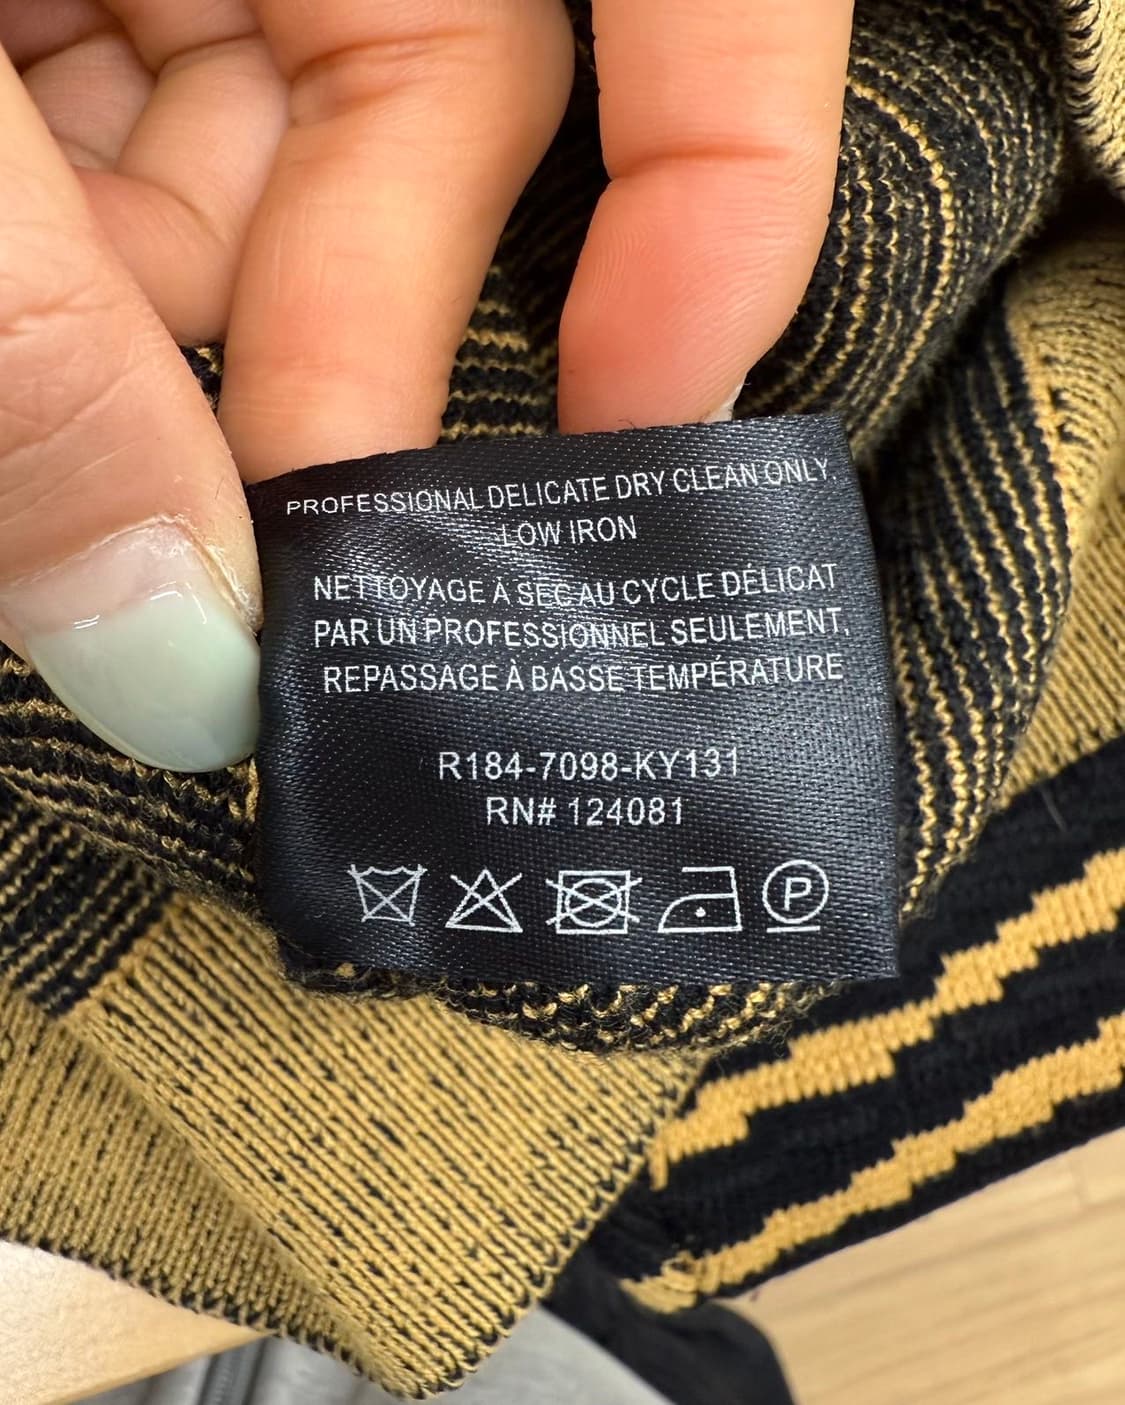 PROFESSIONAL DELICATE DRY CLEAN ONLY.
LOW IRON
NETTOYAGE À SEC AU CYCLE DÉLICAT
PAR UN PROFESSIONNEL SEULEMENT.
REPASSAGE À BASSE TEMPÉRATURE
R184-7098-KY131
RN# 124081
P